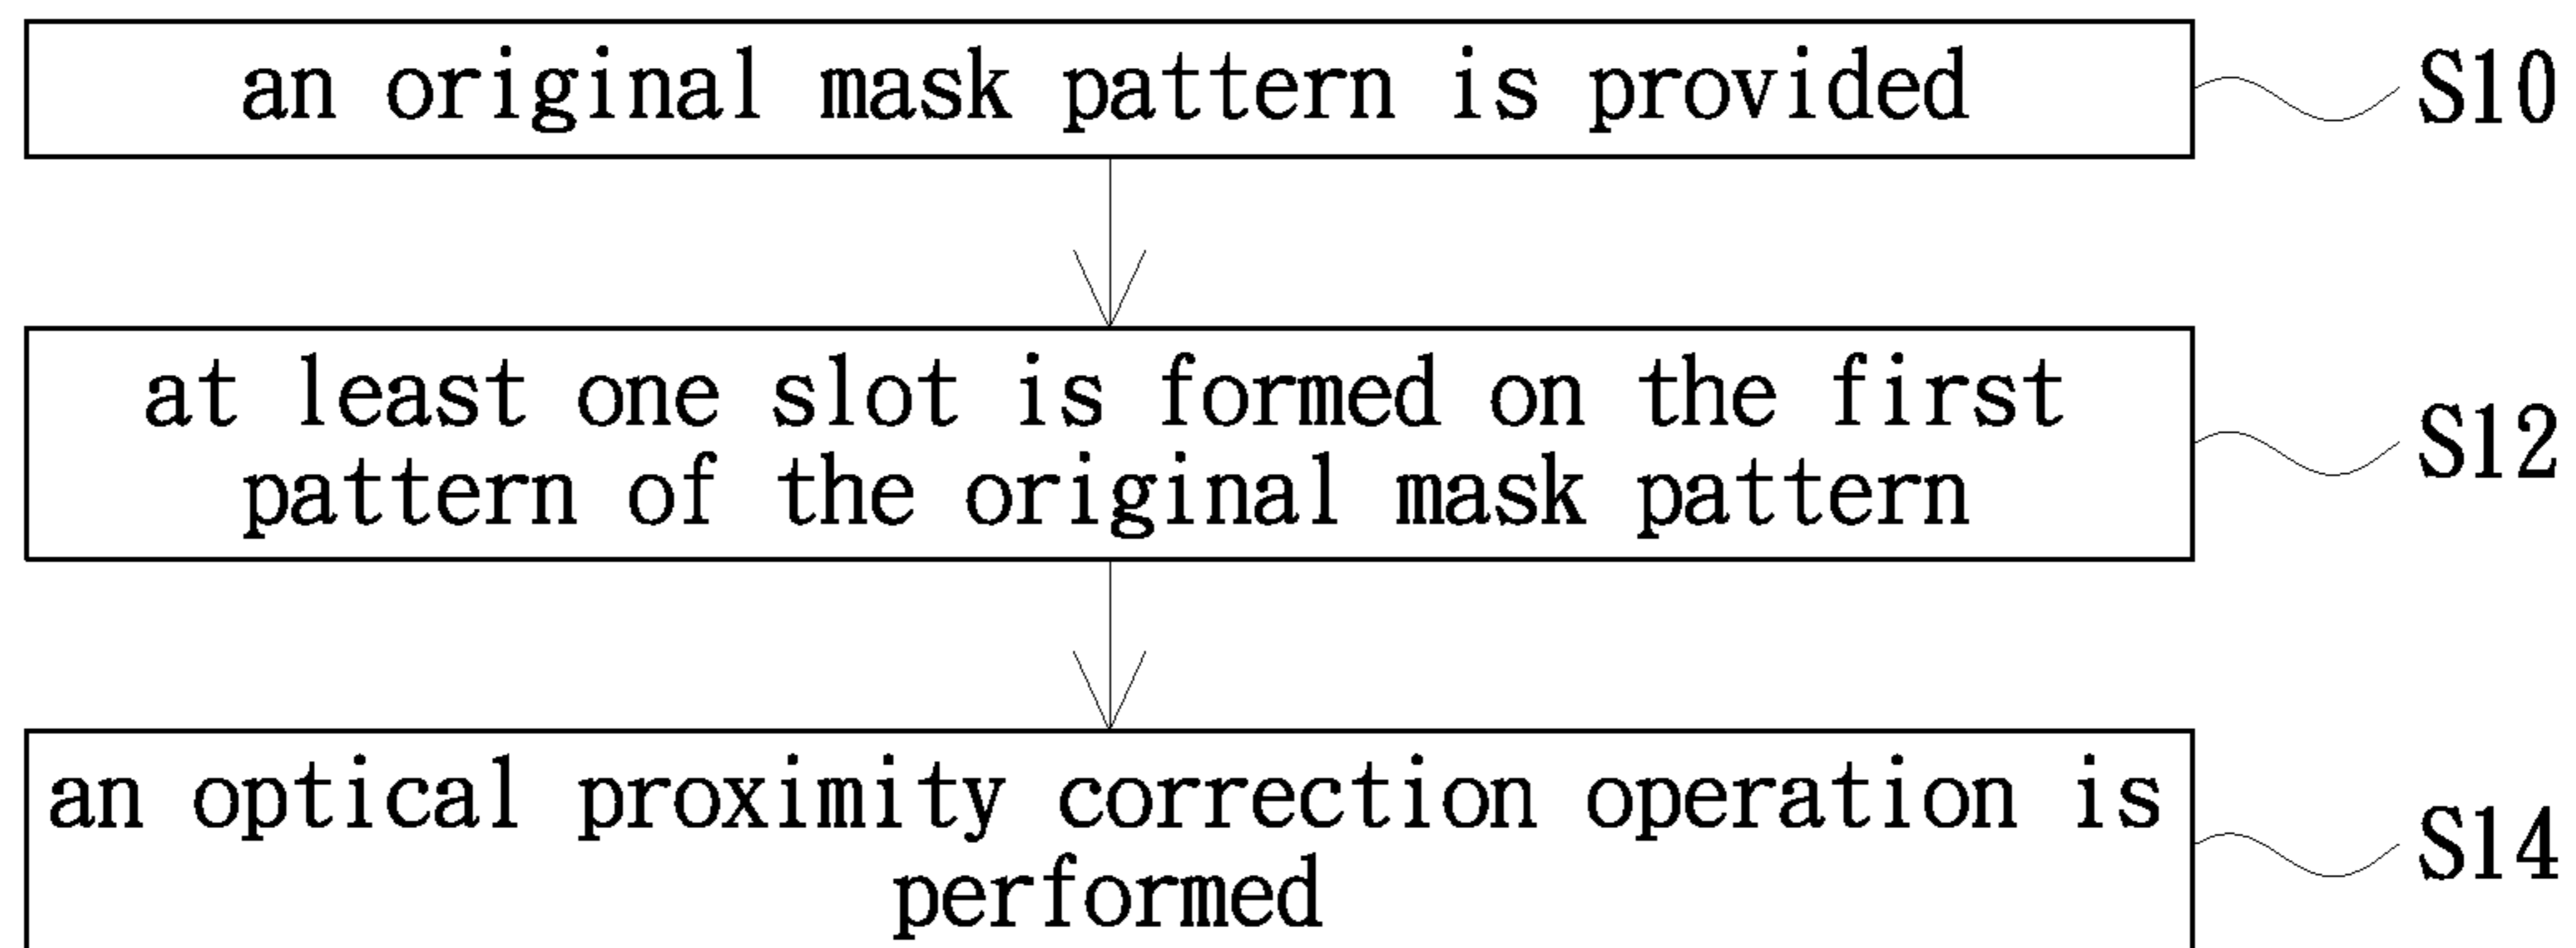 an original mask pattern is provided
S10
at least one slot is formed on the first
pattern of the original mask pattern
S12
an optical proximity correction operation is
performed
S14